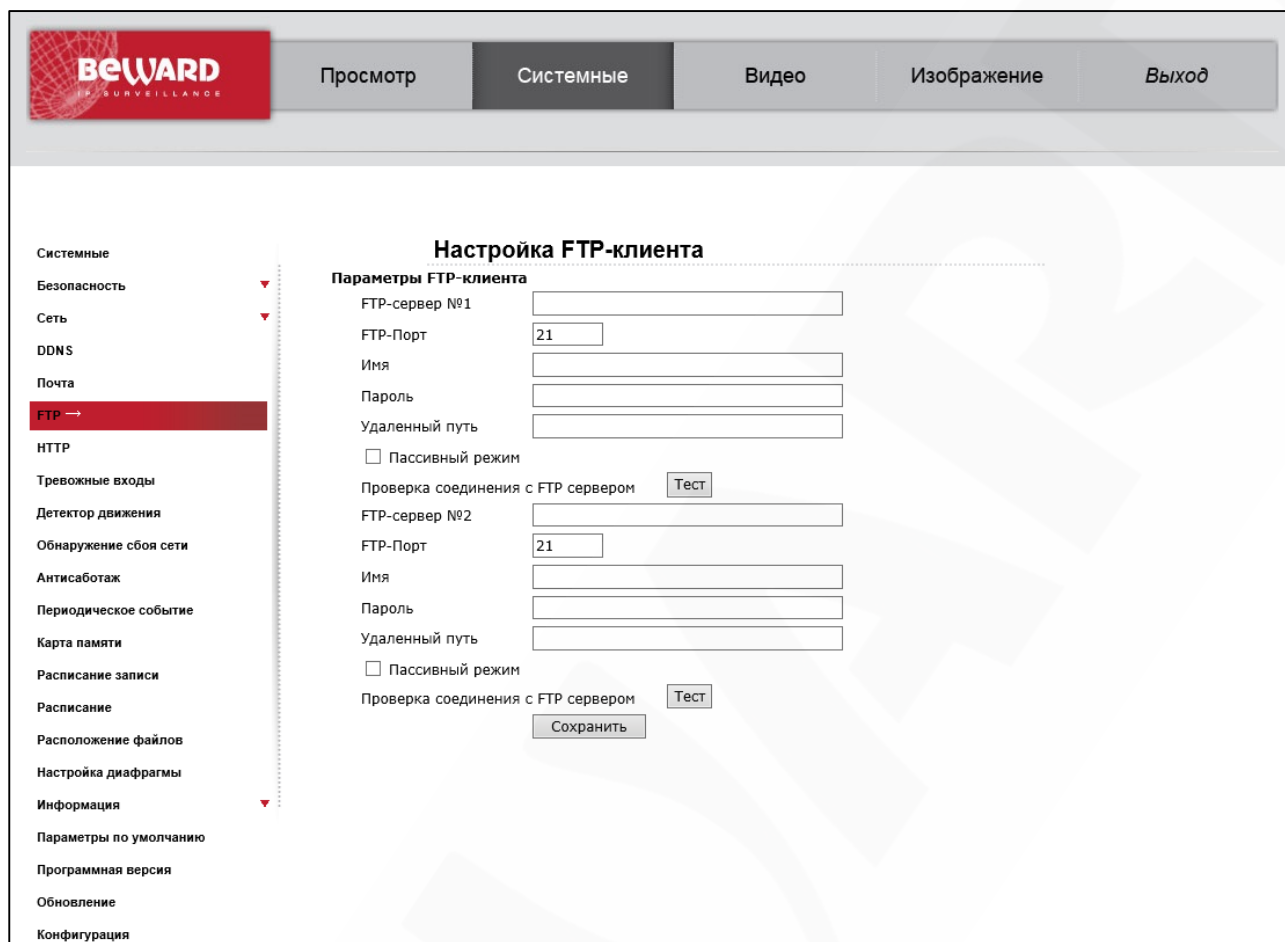 BEWARD
IP SURVEILLANCE
Просмотр
Системные
Видео
Изображение
Выход
Системные
Безопасность
Сеть
DDNS
Почта
FTP →
HTTP
Тревожные входы
Детектор движения
Обнаружение сбоя сети
Антисаботаж
Периодическое событие
Карта памяти
Расписание записи
Расписание
Расположение файлов
Настройка диафрагмы
Информация
Параметры по умолчанию
Программная версия
Обновление
Конфигурация
Настройка FTP-клиента
Параметры FTP-клиента
FTP-сервер №1
FTP-Порт 21
Имя
Пароль
Удаленный путь
Пассивный режим
Проверка соединения с FTP сервером Тест
FTP-сервер №2
FTP-Порт 21
Имя
Пароль
Удаленный путь
Пассивный режим
Проверка соединения с FTP сервером Тест
Сохранить